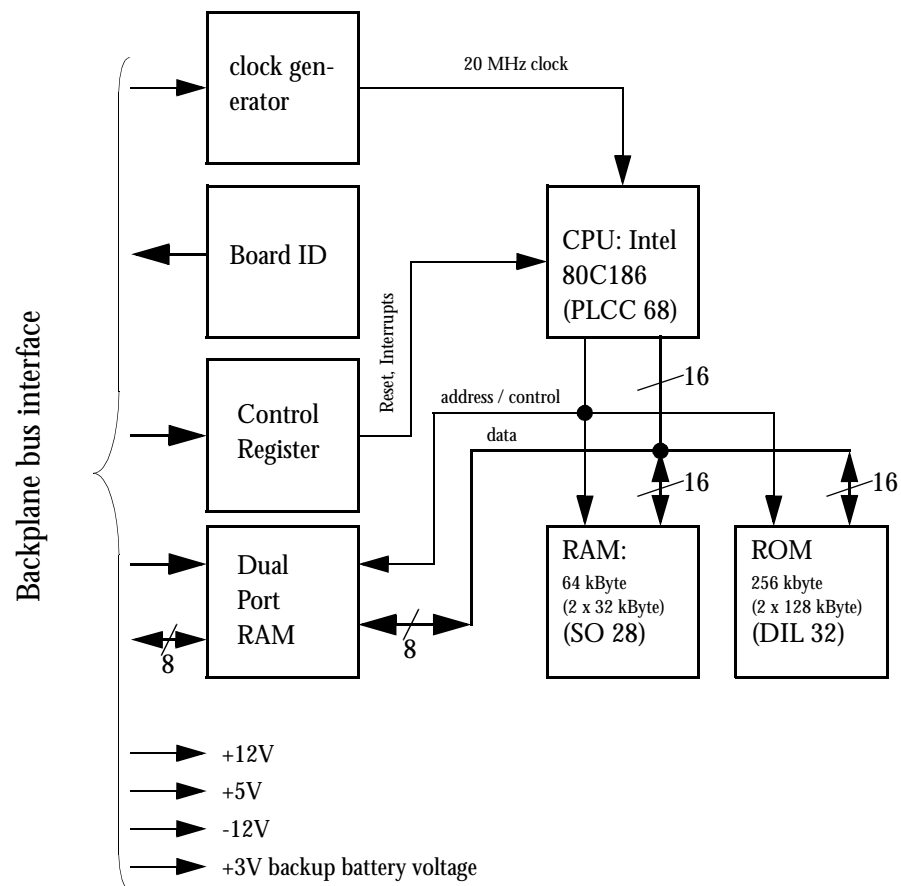 clock gen-
erator
20 MHz clock
Board ID
CPU: Intel
80C186
(PLCC 68)
Backplane bus interface
Reset, Interrupts
16
address / control
Control
Register
data
16
16
Dual
Port
RAM
8
8
RAM:
64 kByte
(2 x 32 kByte)
(SO 28)
ROM
256 kbyte
(2 x 128 kByte)
(DIL 32)
+12V
+5V
-12V
+3V backup battery voltage